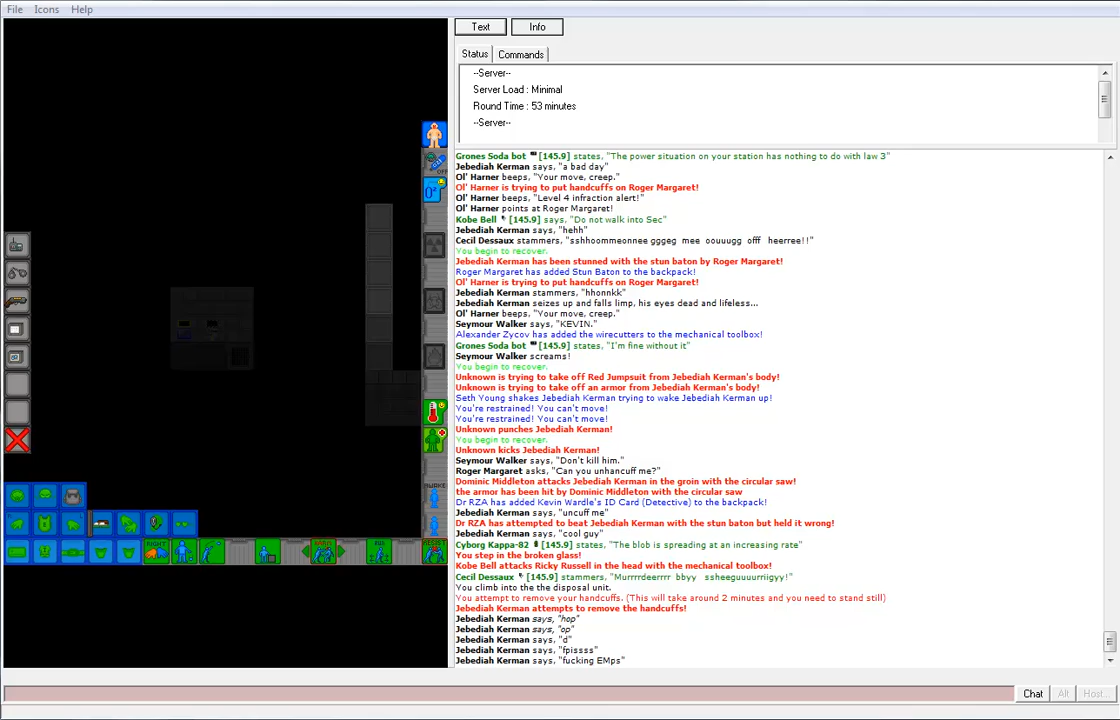 File Icons Help
Text Info
Status Commands
--Server--
Server Load : Minimal
Round Time : 53 minutes
--Server--
Grones Soda bot [145.9] states, "The power situation on your station has nothing to do with law 3"
Jebediah Kerman says, "a bad day"
Ol' Harner beeps, "Your move, creep."
Ol' Harner is trying to put handcuffs on Roger Margaret!
Ol' Harner beeps, "Level 4 infraction alert!"
Ol' Harner points at Roger Margaret!
Kobe Bell [145.9] says, "Do not walk into Sec"
Jebediah Kerman says, "hehh"
Cecil Dessaux stammers, "sshhoommeonnee gggeg mee oouuugg offf heerree!!"
You begin to recover.
Jebediah Kerman has been stunned with the stun baton by Roger Margaret!
Roger Margaret has added Stun Baton to the backpack!
Ol' Harner is trying to put handcuffs on Roger Margaret!
Jebediah Kerman stammers, "hhonnkk"
Jebediah Kerman seizes up and falls limp, his eyes dead and lifeless...
Ol' Harner beeps, "Your move, creep."
Seymour Walker says, "KEVIN."
Alexander Zycov has added the wirecutters to the mechanical toolbox!
Grones Soda bot [145.9] states, "I'm fine without it"
Seymour Walker screams!
You begin to recover.
Unknown is trying to take off Red Jumpsuit from Jebediah Kerman's body!
Unknown is trying to take off an armor from Jebediah Kerman's body!
Seth Young shakes Jebediah Kerman trying to wake Jebediah Kerman up!
You're restrained! You can't move!
You're restrained! You can't move!
Unknown punches Jebediah Kerman!
You begin to recover.
Unknown kicks Jebediah Kerman!
Seymour Walker says, "Don't kill him."
Roger Margaret asks, "Can you unhancuff me?"
Dominic Middleton attacks Jebediah Kerman in the groin with the circular saw!
the armor has been hit by Dominic Middleton with the circular saw
Dr RZA has added Kevin Wardle's ID Card (Detective) to the backpack!
Jebediah Kerman says, "uncuff me"
Dr RZA has attempted to beat Jebediah Kerman with the stun baton but held it wrong!
Jebediah Kerman says, "cool guy"
Cyborg Kappa-82 [145.9] states, "The blob is spreading at an increasing rate"
You step in the broken glass!
Kobe Bell attacks Ricky Russell in the head with the mechanical toolbox!
Cecil Dessaux [145.9] stammers, "Murrrrdeerrrr bbyy ssheeguuuurriigyy!"
You climb into the the disposal unit.
You attempt to remove your handcuffs. (This will take around 2 minutes and you need to stand still)
Jebediah Kerman attempts to remove the handcuffs!
Jebediah Kerman says, "hop"
Jebediah Kerman says, "op"
Jebediah Kerman says, "d"
Jebediah Kerman says, "fpissss"
Jebediah Kerman says, "fucking EMps"
Chat Alt Host...